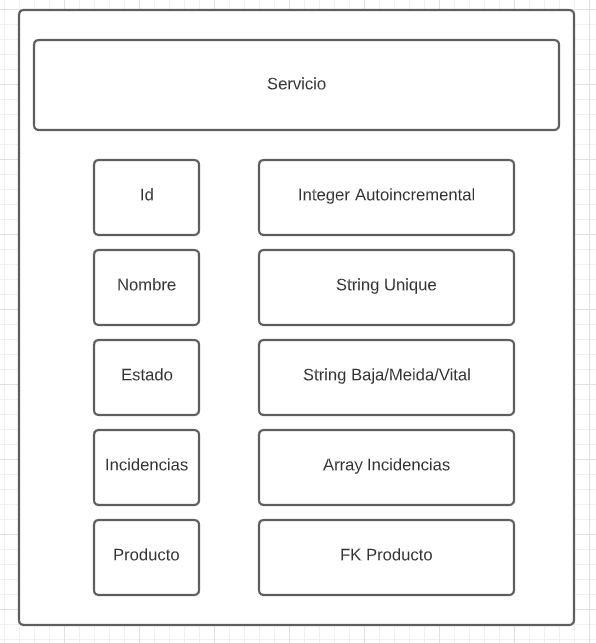 Servicio
Id
Integer Autoincremental
Nombre
String Unique
Estado
String Baja/Meida/Vital
Incidencias
Array Incidencias
Producto
FK Producto